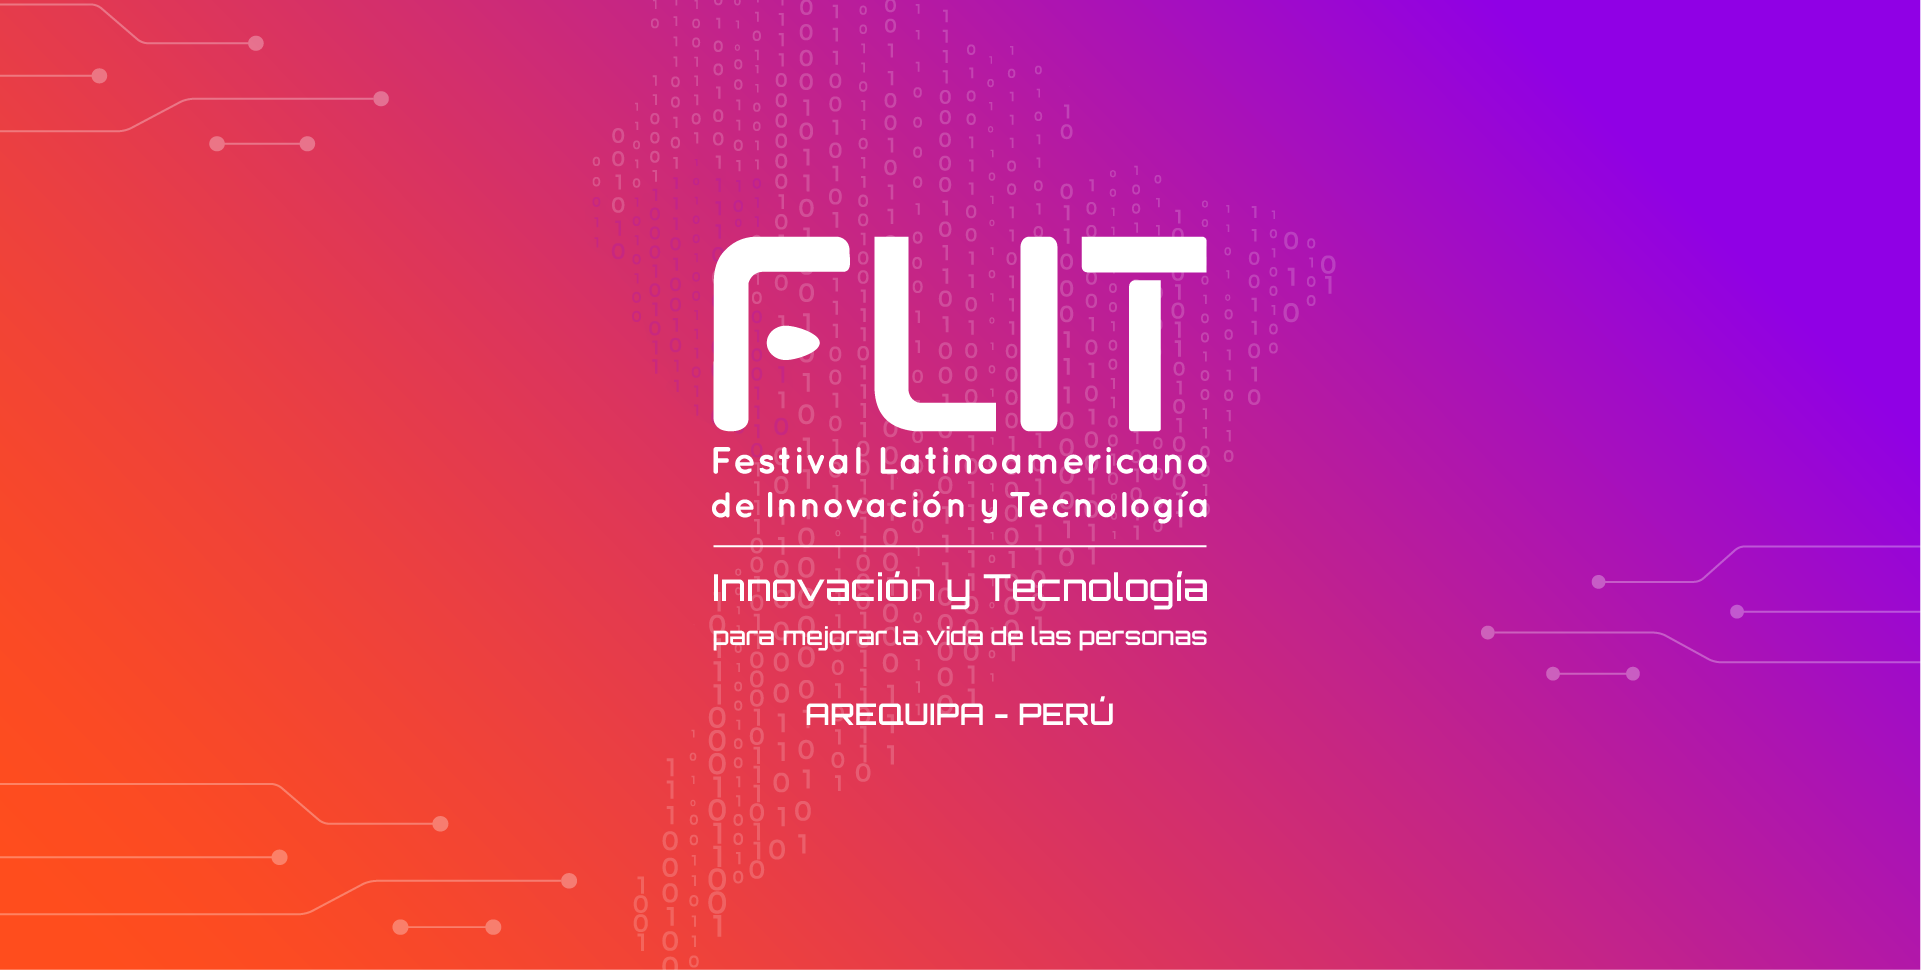 FLIT
Festival Latinoamericano
de Innovación y Tecnología
Innovación y Tecnología
para mejorar la vida de las personas
AREQUIPA - PERÚ